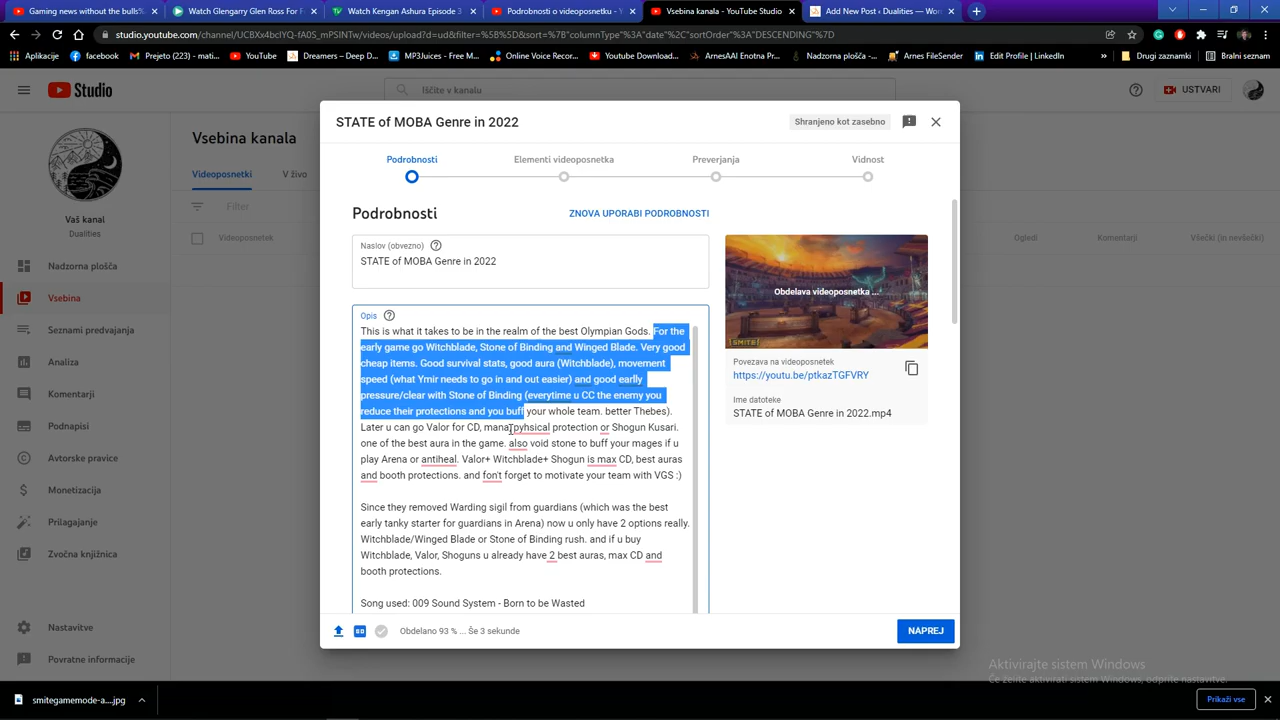 Gaming news without the bulls%
Watch Glengarry Glen Ross For F
Watch Kengan Ashura Episode 3
Podrobnosti o videoposnetku - Y
Vsebina kanala - YouTube Studio
Add New Post ‹ Dualities — Wor
studio.youtube.com/channel/UCBXx4bclYQ-fA0S_mPSINTw/videos/upload?d=ud&filter=%5B%5D&sort=%7B"columnType"%3A"date"%2C"sortOrder"%3A"DESCENDING"%7D
Aplikacije
facebook
Prejeto (223) - mati...
YouTube
Dreamers – Deep D...
MP3Juices - Free M...
Online Voice Recor...
Youtube Download...
ArnesAAI Enotna Pr...
Nadzorna plošča -...
Arnes FileSender
Edit Profile | LinkedIn
»
Drugi zaznamki
Bralni seznam
Studio
Iščite v kanalu
USTVARI
Vaš kanal
Dualities
Nadzorna plošča
Vsebina
Seznami predvajanja
Analiza
Komentarji
Podnapisi
Avtorske pravice
Monetizacija
Prilagajanje
Zvočna knjižnica
Nastavitve
Povratne informacije
Vsebina kanala
Videoposnetki
V živo
Filter
Videoposnetek
Ogledi
Komentarji
Všečki (in nevšečki)
STATE of MOBA Genre in 2022
Shranjeno kot zasebno
Podrobnosti
Elementi videoposnetka
Preverjanja
Vidnost
Podrobnosti
ZNOVA UPORABI PODROBNOSTI
Naslov (obvezno)
STATE of MOBA Genre in 2022
Opis
This is what it takes to be in the realm of the best Olympian Gods. For the
early game go Witchblade, Stone of Binding and Winged Blade. Very good
cheap items. Good survival stats, good aura (Witchblade), movement
speed (what Ymir needs to go in and out easier) and good earlly
pressure/clear with Stone of Binding (everytime u CC the enemy you
reduce their protections and you buff your whole team. better Thebes).
Later u can go Valor for CD, mana, pyhsical protection or Shogun Kusari.
one of the best aura in the game. also void stone to buff your mages if u
play Arena or antiheal. Valor+ Witchblade+ Shogun is max CD, best auras
and booth protections. and fon't forget to motivate your team with VGS :)
Since they removed Warding sigil from guardians (which was the best
early tanky starter for guardians in Arena) now u only have 2 options really.
Witchblade/Winged Blade or Stone of Binding rush. and if u buy
Witchblade, Valor, Shoguns u already have 2 best auras, max CD and
booth protections.
Song used: 009 Sound System - Born to be Wasted
Obdelava videoposnetka ...
SMITE
Povezava na videoposnetek
https://youtu.be/ptkazTGFVRY
Ime datoteke
STATE of MOBA Genre in 2022.mp4
Obdelano 93 % ... Še 3 sekunde
NAPREJ
Aktivirajte sistem Windows
Če želite aktivirati sistem Windows, odprite nastavitve.
smitegamemode-a....jpg
Prikaži vse